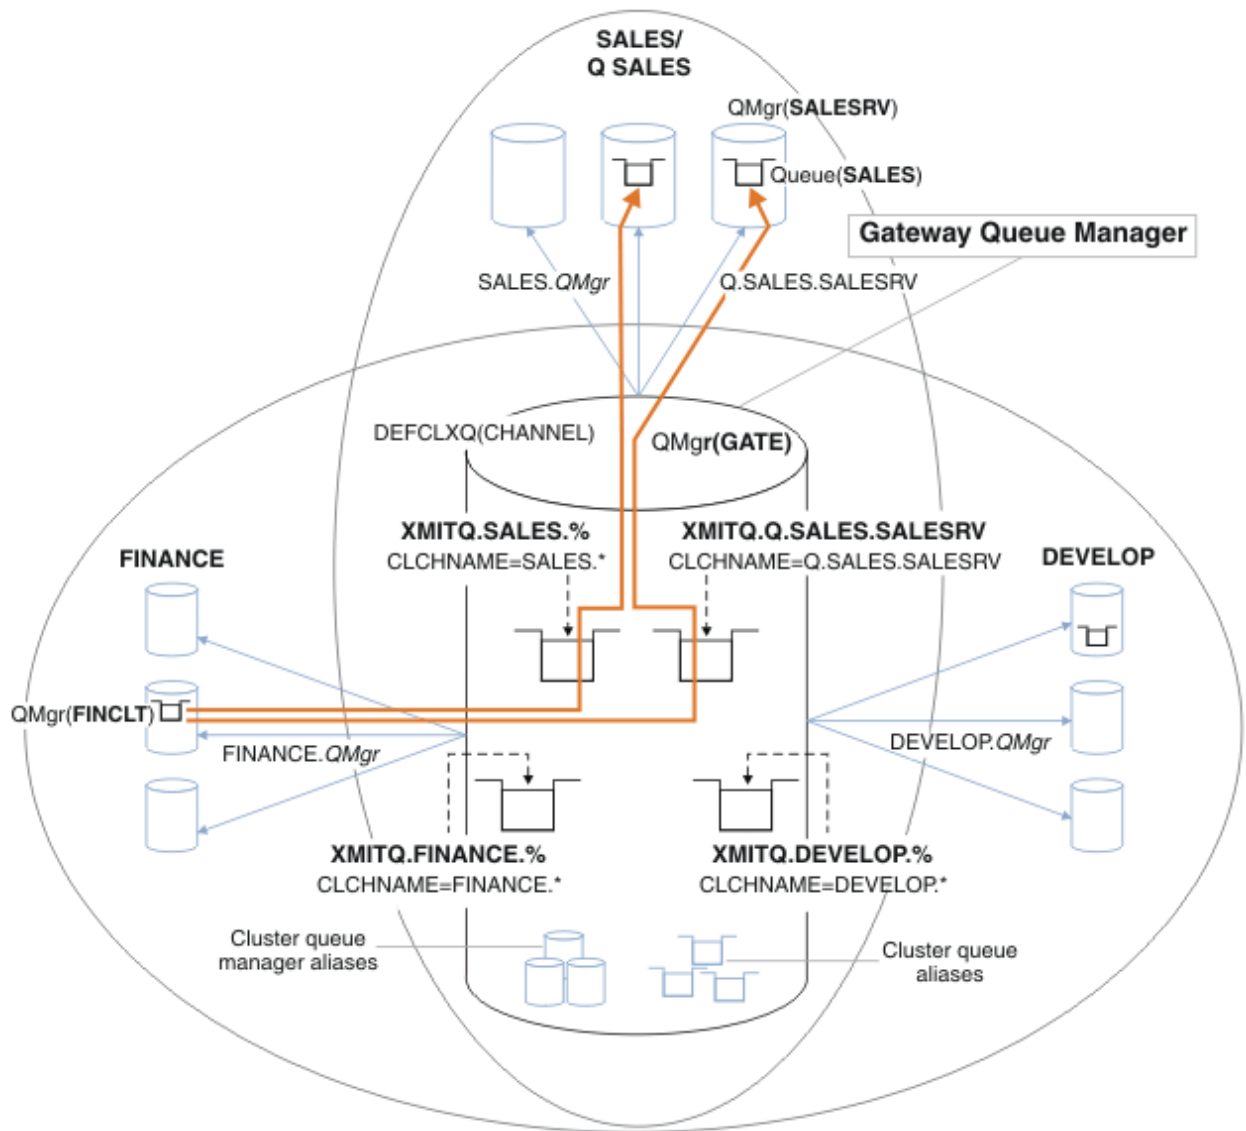 SALES/
Q SALES
QMgr(SALESRV)
Queue(SALES)
Gateway Queue Manager
SALES.QMgr
Q.SALES.SALESRV
DEFCLXQ(CHANNEL)
QMgr(GATE)
XMITQ.SALES.%
CLCHNAME=SALES.*
XMITQ.Q.SALES.SALESRV
CLCHNAME=Q.SALES.SALESRV
FINANCE
DEVELOP
QMgr(FINCLT)
FINANCE.QMgr
DEVELOP.QMgr
XMITQ.FINANCE.%
CLCHNAME=FINANCE.*
XMITQ.DEVELOP.%
CLCHNAME=DEVELOP.*
Cluster queue
manager aliases
Cluster queue
aliases